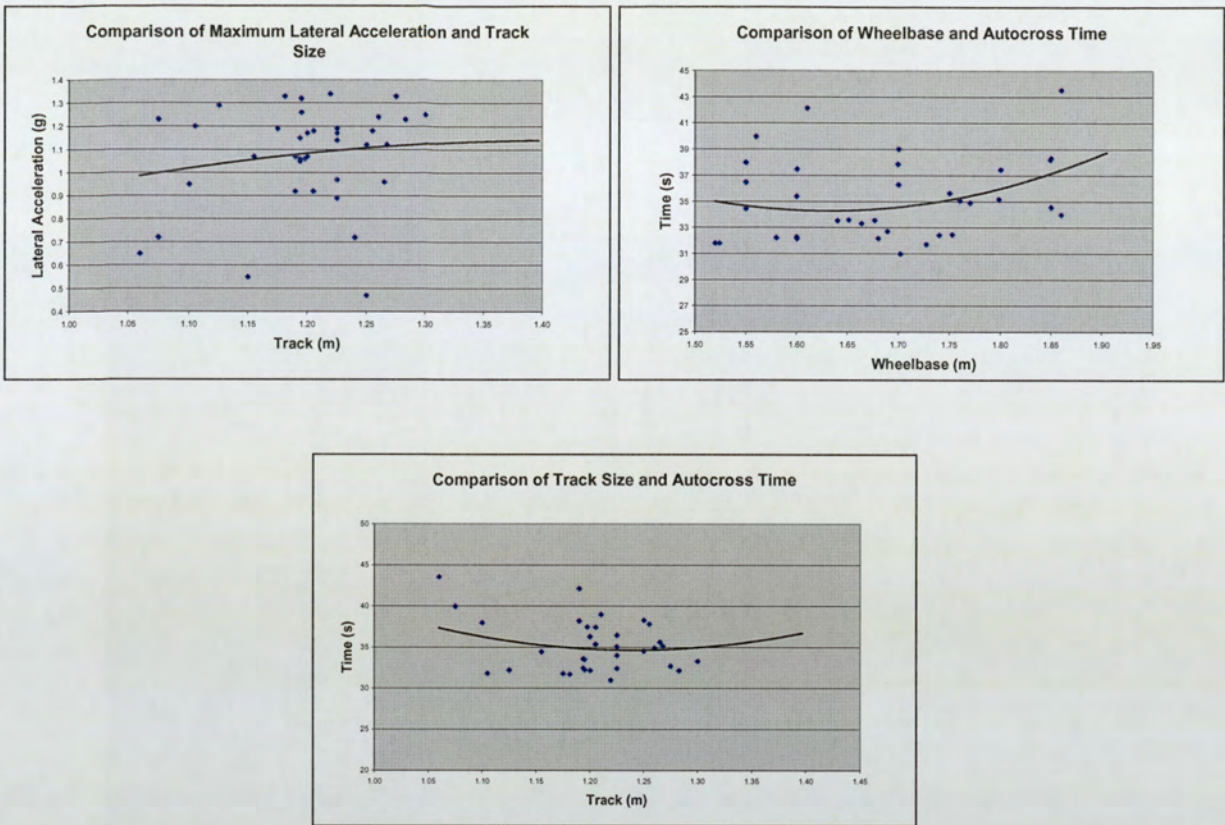 Comparison of Maximum Lateral Acceleration and Track
Size
Lateral Acceleration (g)
1.4
1.3
1.2
1.1
1
0.9
0.8
0.7
0.6
0.5
0.4
1.00 1.05 1.10 1.15 1.20 1.25 1.30 1.35 1.40
Track (m)
Comparison of Wheelbase and Autocross Time
Time (s)
45
43
41
39
37
35
33
31
29
27
25
1.50 1.55 1.60 1.65 1.70 1.75 1.80 1.85 1.90 1.95
Wheelbase (m)
Comparison of Track Size and Autocross Time
Time (s)
50
45
40
35
30
25
20
1.00 1.05 1.10 1.15 1.20 1.25 1.30 1.35 1.40 1.45
Track (m)